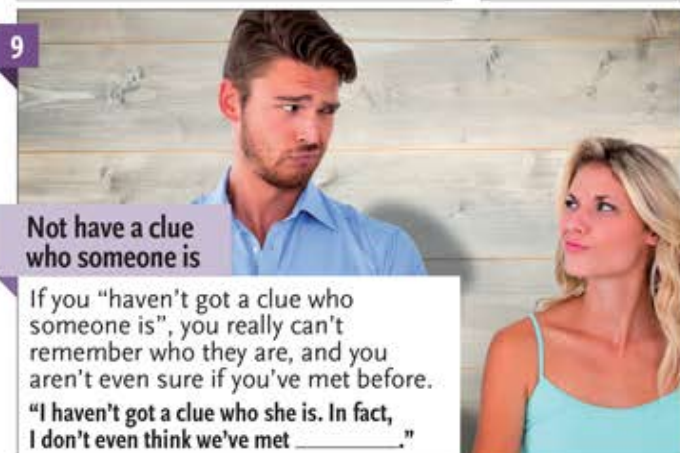 9
Not have a clue
who someone is
If you “haven’t got a clue who
someone is”, you really can’t
remember who they are, and you
aren’t even sure if you’ve met before.
“I haven’t got a clue who she is. In fact,
I don’t even think we’ve met __________.”